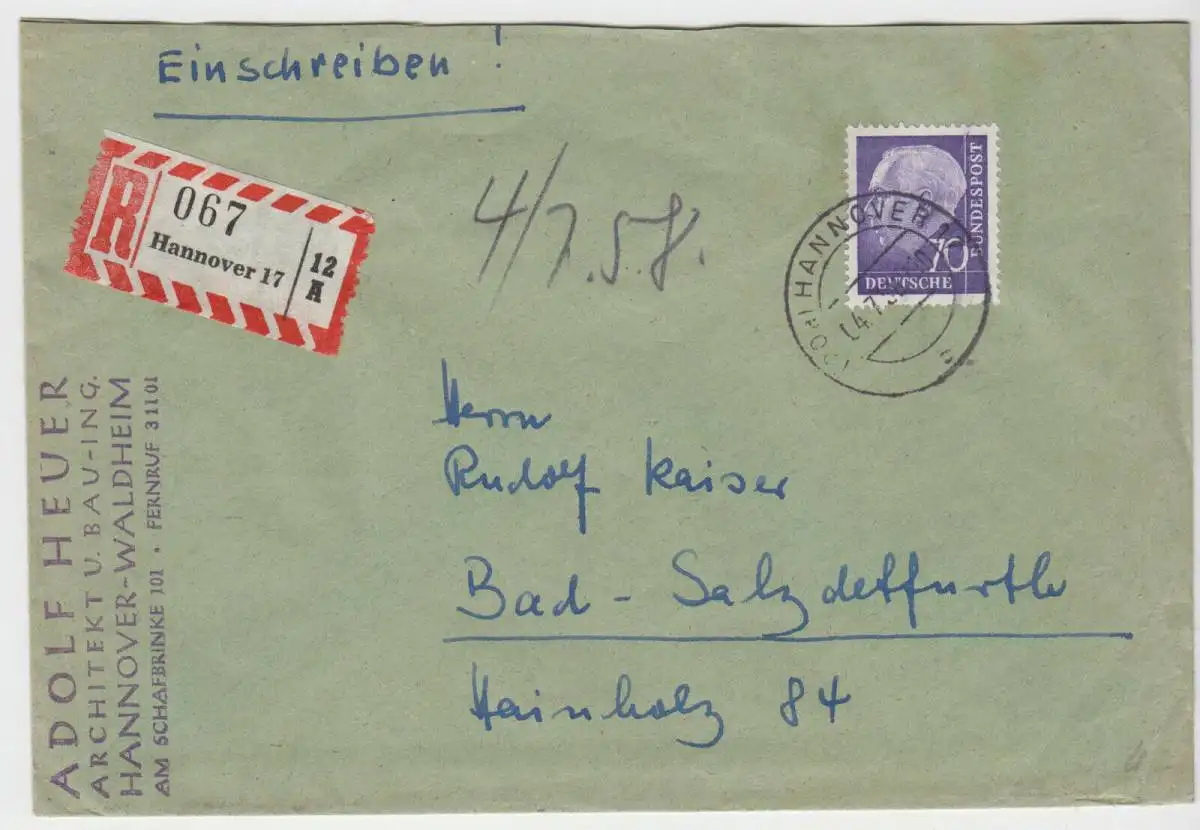 Einschreiben !
R
067
Hannover 17
12
A
4/7.58.
BUNDESPOST
70
DEUTSCHE
HANNOVER
Herrn
Rudolf Kaiser
Bad - Salzdetfurth
Hainholz 84
ADOLF HEUER
ARCHITEKT U. BAU-ING.
HANNOVER-WALDHEIM
AM SCHAFBRINKE 101 · FERNRUF 31101